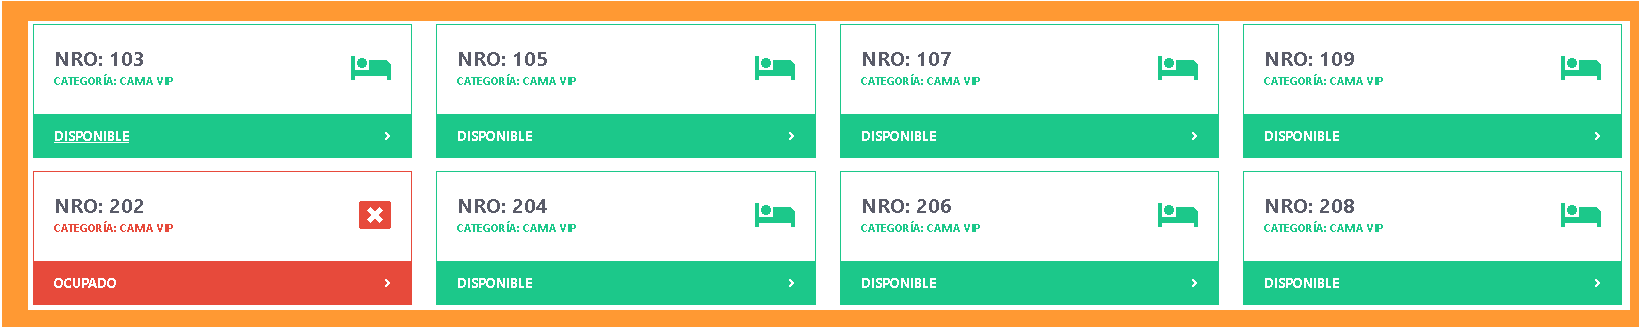 NRO: 103
CATEGORÍA: CAMA VIP
DISPONIBLE
NRO: 105
CATEGORÍA: CAMA VIP
DISPONIBLE
NRO: 107
CATEGORÍA: CAMA VIP
DISPONIBLE
NRO: 109
CATEGORÍA: CAMA VIP
DISPONIBLE
NRO: 202
CATEGORÍA: CAMA VIP
OCUPADO
NRO: 204
CATEGORÍA: CAMA VIP
DISPONIBLE
NRO: 206
CATEGORÍA: CAMA VIP
DISPONIBLE
NRO: 208
CATEGORÍA: CAMA VIP
DISPONIBLE